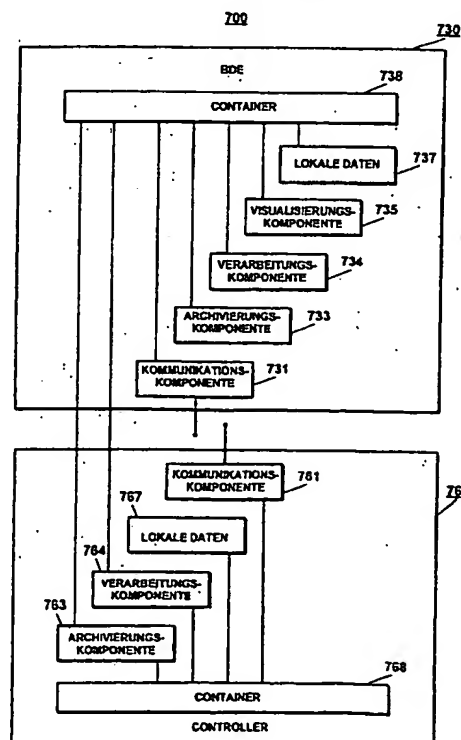 700
730
BDE
738
CONTAINER
LOKALE DATEN
737
VISUALISIERUNGS-
KOMPONENTE
735
VERARBEITUNGS-
KOMPONENTE
734
ARCHIVIERUNGS-
KOMPONENTE
733
KOMMUNIKATIONS-
KOMPONENTE
731
KOMMUNIKATIONS-
KOMPONENTE
761
76
767
LOKALE DATEN
764
VERARBEITUNGS-
KOMPONENTE
763
ARCHIVIERUNGS-
KOMPONENTE
768
CONTAINER
CONTROLLER